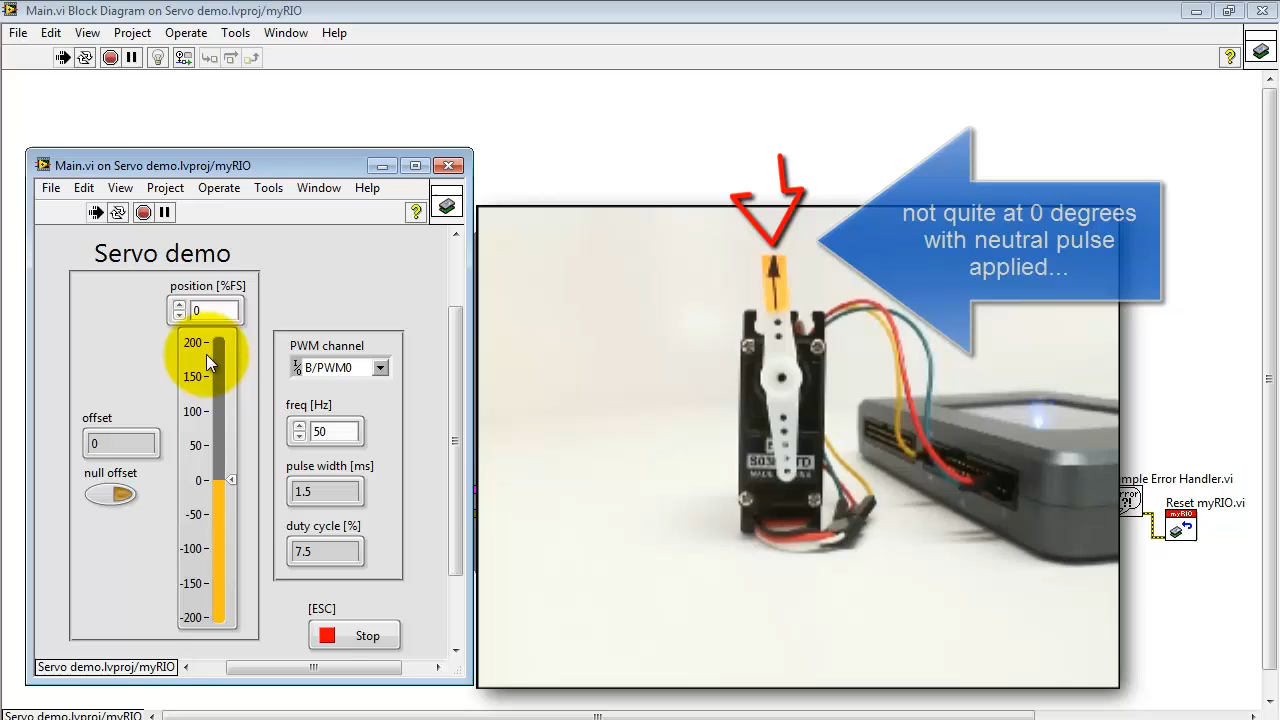 Main.vi Block Diagram on Servo demo.lvproj/myRIO
File Edit View Project Operate Tools Window Help
Main.vi on Servo demo.lvproj/myRIO
File Edit View Project Operate Tools Window Help
Servo demo
position [%FS]
0
200
150
100
50
0
-50
-100
-150
-200
offset
0
null offset
PWM channel
B/PWM0
freq [Hz]
50
pulse width [ms]
1.5
duty cycle [%]
7.5
[ESC]
Stop
Servo demo.lvproj/myRIO
not quite at 0 degrees
with neutral pulse
applied...
mple Error Handler.vi
Reset myRIO.vi
myRIO
Servo demo.lvproj/myRIO